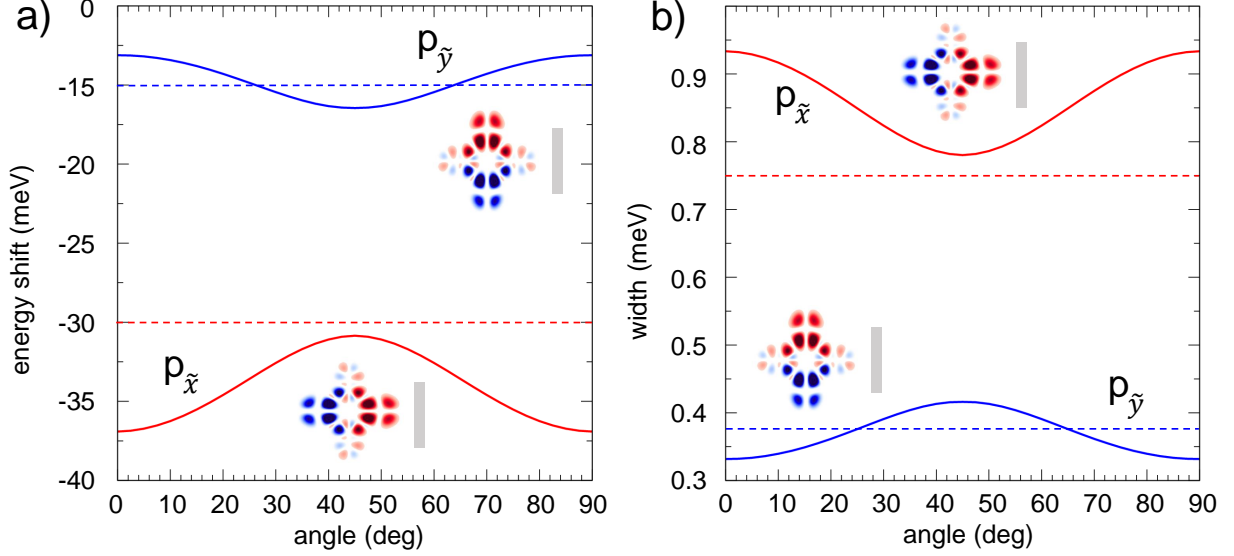 a)
0
-15
-20
-25
-30
-35
-40
energy shift (meV)
0 10 20 30 40 50 60 70 80 90
angle (deg)
p_ỹ
p_x̃
b)
0.9
0.8
0.7
0.6
0.5
0.4
0.3
width (meV)
0 10 20 30 40 50 60 70 80 90
angle (deg)
p_x̃
p_ỹ